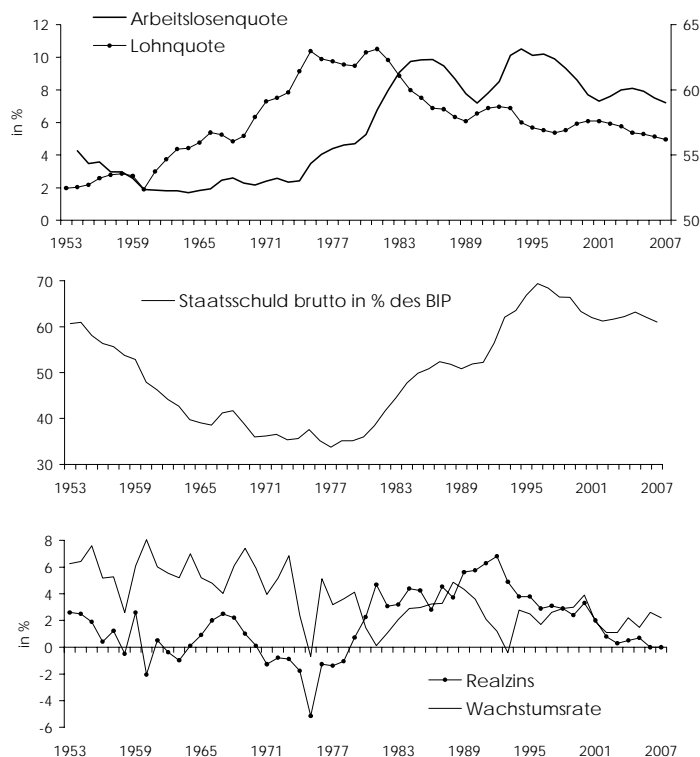 Arbeitslosenquote
Lohnquote
in %
12
10
8
6
4
2
0
65
60
55
50
1953 1959 1965 1971 1977 1983 1989 1995 2001 2007
Staatsschuld brutto in % des BIP
70
60
50
40
30
1953 1959 1965 1971 1977 1983 1989 1995 2001 2007
in %
8
6
4
2
0
-2
-4
-6
Realzins
Wachstumsrate
1953 1959 1965 1971 1977 1983 1989 1995 2001 2007